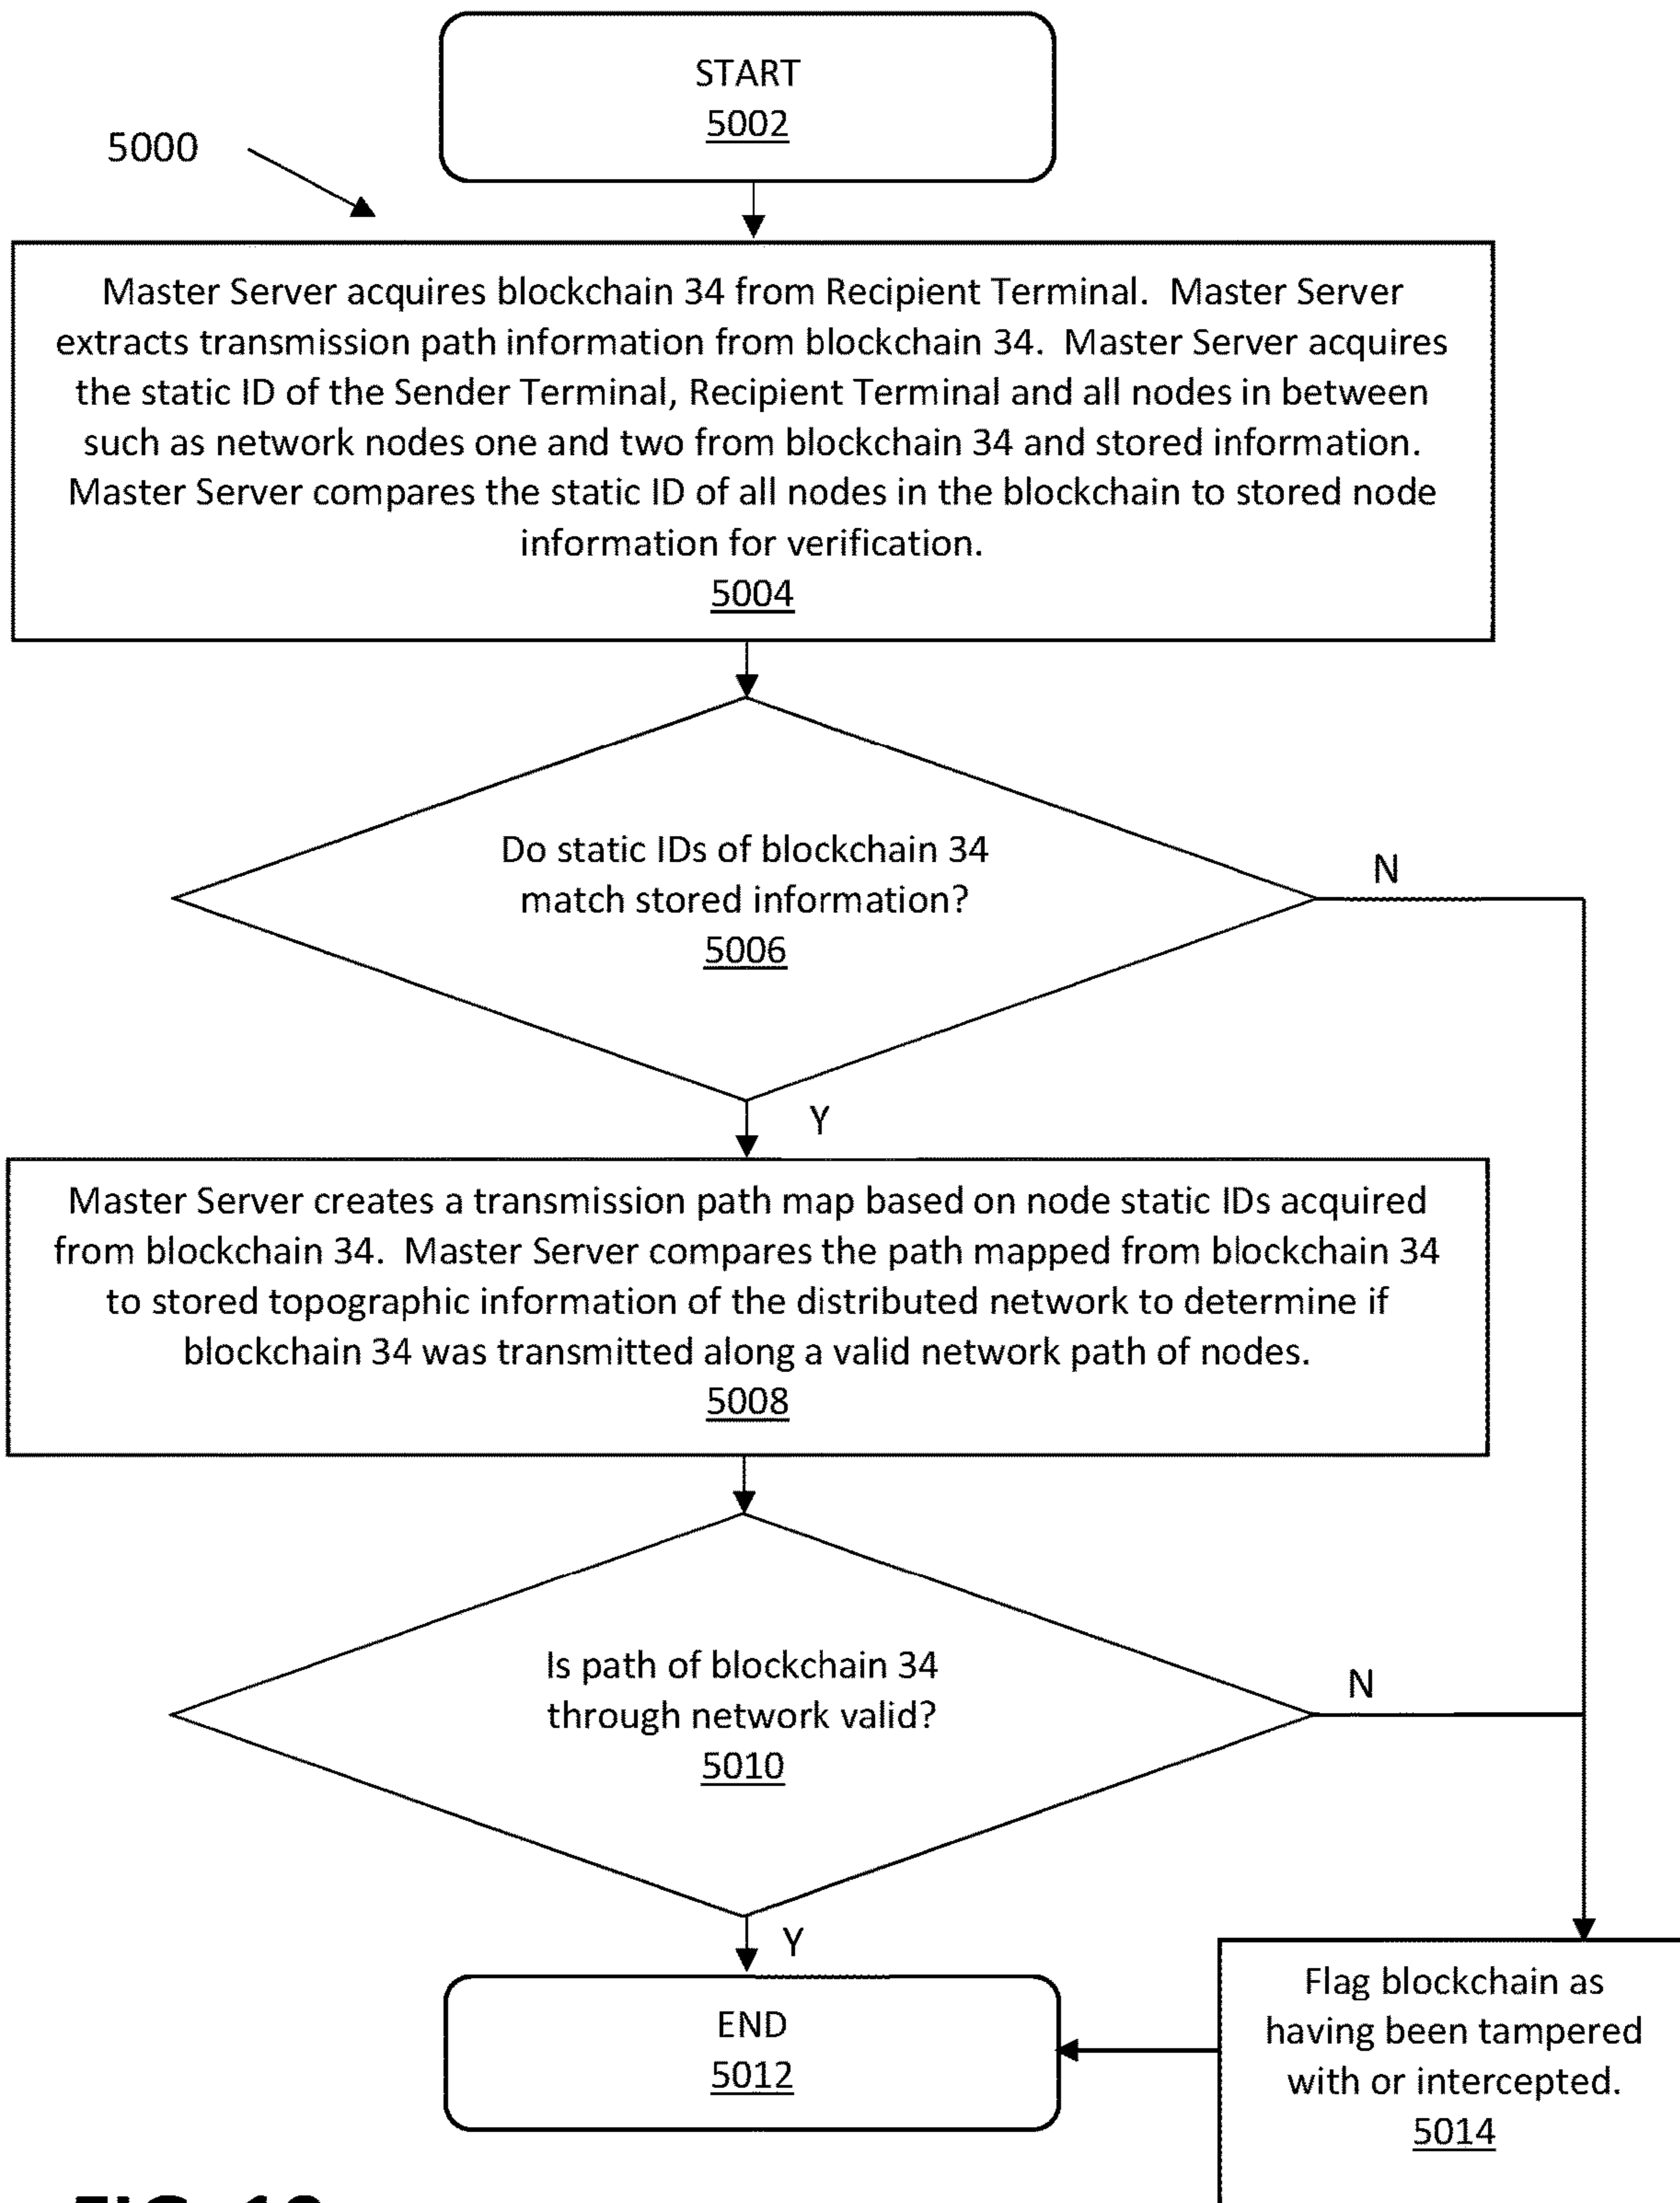 START
5002
5000
Master Server acquires blockchain 34 from Recipient Terminal. Master Server
extracts transmission path information from blockchain 34. Master Server acquires
the static ID of the Sender Terminal, Recipient Terminal and all nodes in between
such as network nodes one and two from blockchain 34 and stored information.
Master Server compares the static ID of all nodes in the blockchain to stored node
information for verification.
5004
Do static IDs of blockchain 34
match stored information?
5006
N
Y
Master Server creates a transmission path map based on node static IDs acquired
from blockchain 34. Master Server compares the path mapped from blockchain 34
to stored topographic information of the distributed network to determine if
blockchain 34 was transmitted along a valid network path of nodes.
5008
Is path of blockchain 34
through network valid?
5010
N
Y
END
5012
Flag blockchain as
having been tampered
with or intercepted.
5014